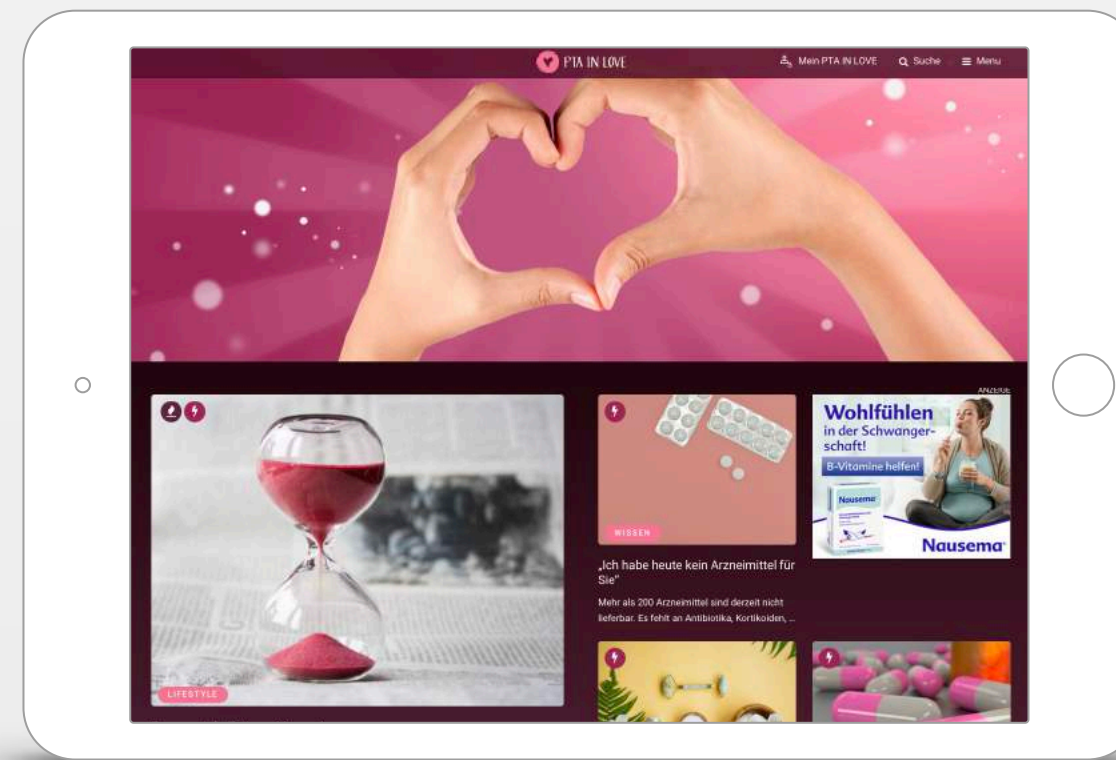 PTA IN LOVE
Mein PTA IN LOVE
Suche
Menu
LIFESTYLE
WISSEN
„Ich habe heute kein Arzneimittel für
Sie“
Mehr als 200 Arzneimittel sind derzeit nicht
lieferbar. Es fehlt an Antibiotika, Kortikoiden, ...
ANZEIGE
Wohlfühlen
in der Schwanger-
schaft!
B-Vitamine helfen!
Nausema
Nausema